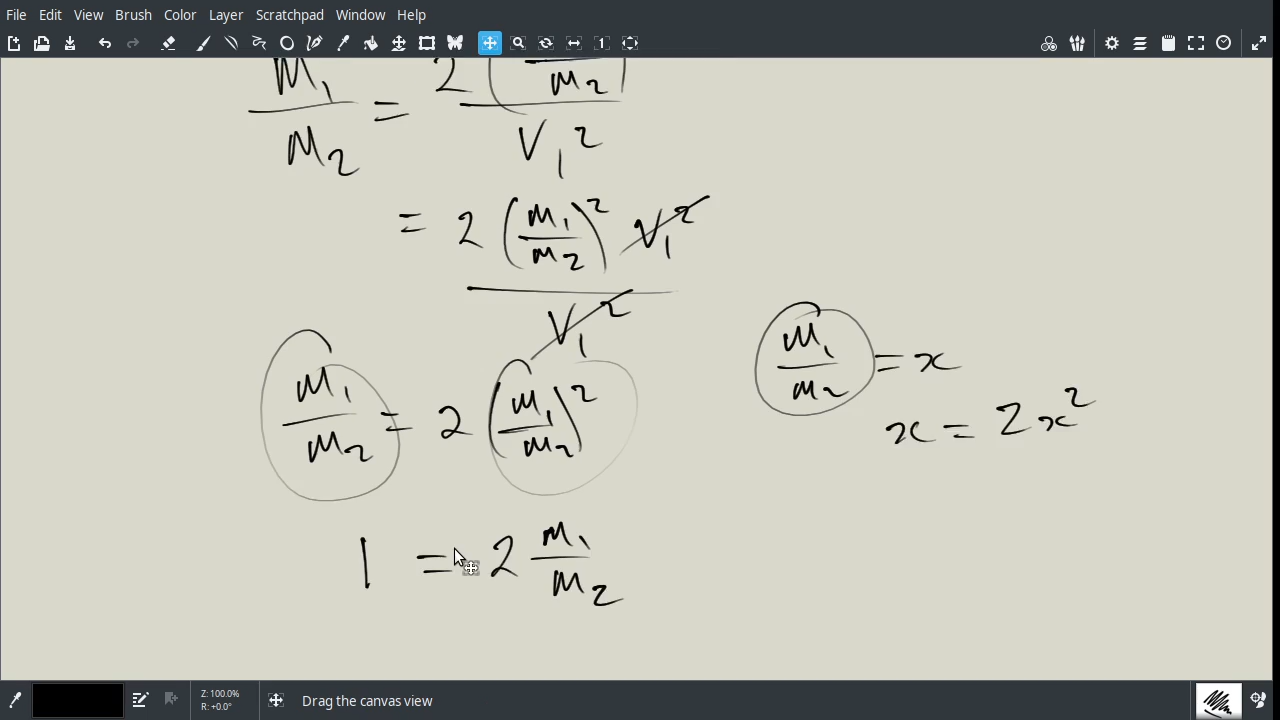 File Edit View Brush Color Layer Scratchpad Window Help
1
m₁/m₂ = 2(/m₂)/V₁²
= 2(m₁/m₂)²V₁²/V₁²
m₁/m₂ = x
m₁/m₂ = 2(m₁/m₂)²
x = 2x²
1 = 2 m₁/m₂
Z: 100.0%
R: +0.0°
Drag the canvas view